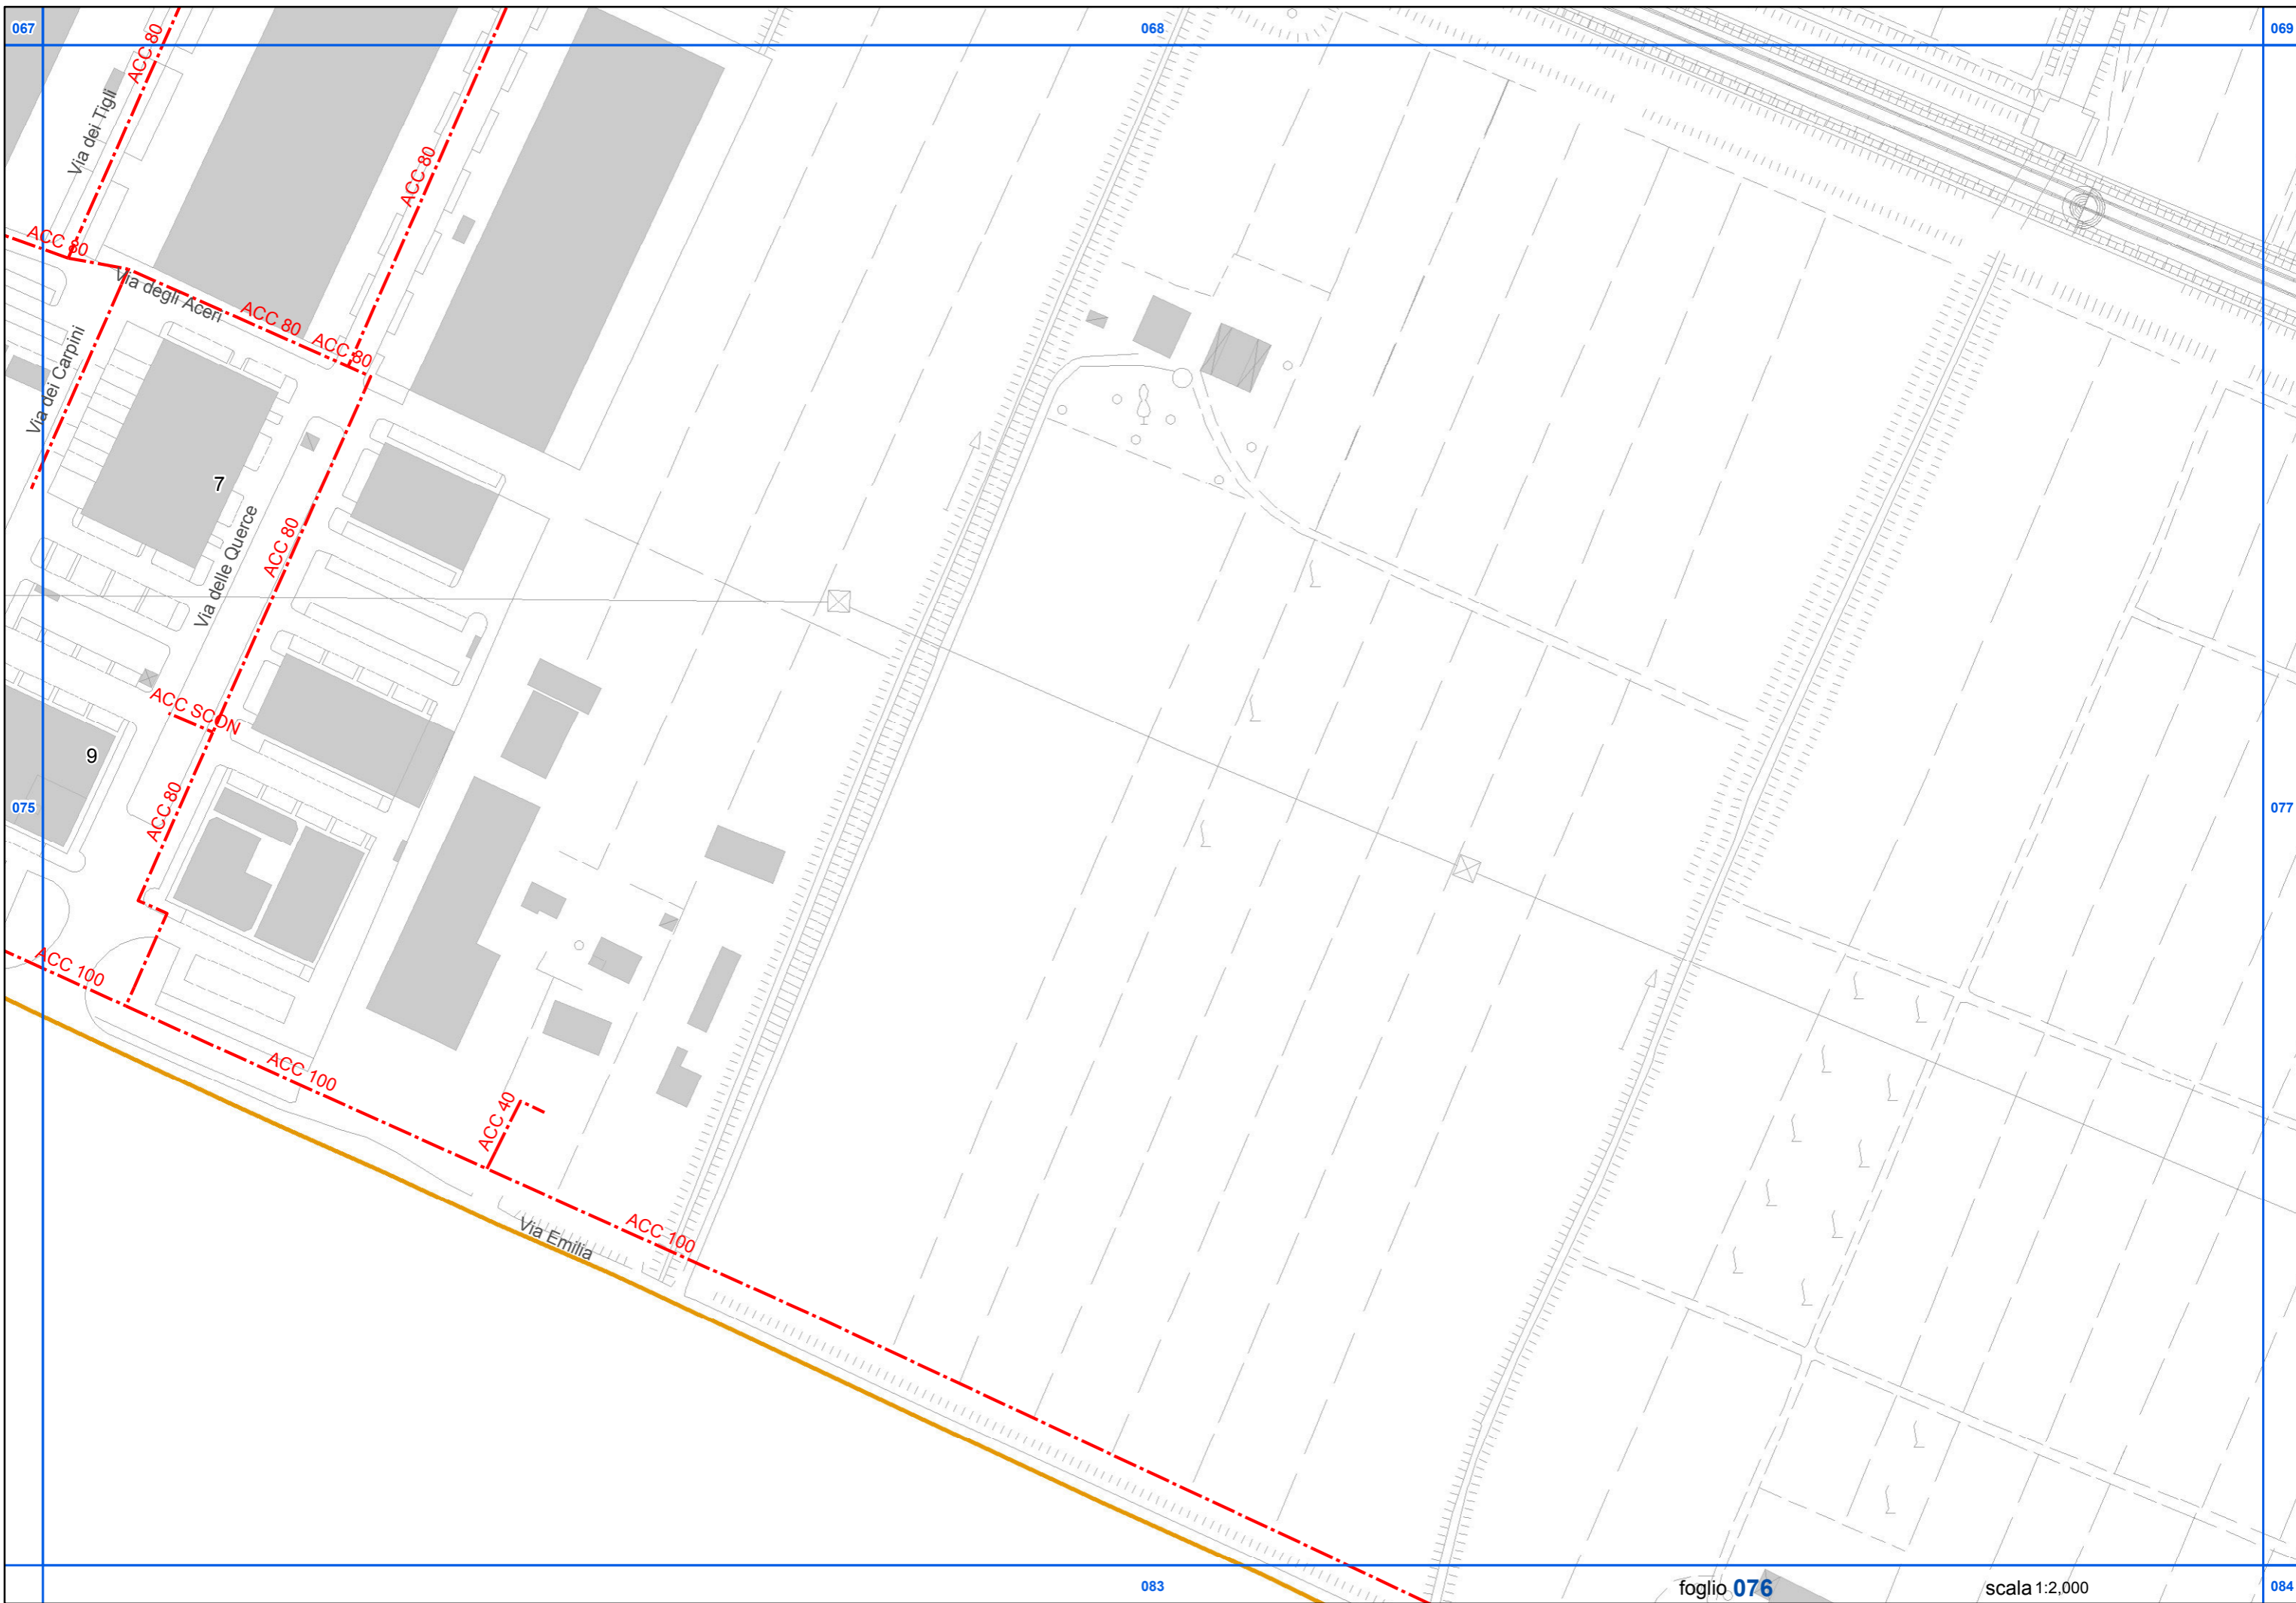 067
068
069
ACC 80
Via dei Tigli
ACC 80
ACC 80
Via degli Aceri
ACC 80
ACC 80
Via dei Carpini
7
ACC 80
Via delle Querce
ACC SCON
9
075
077
ACC 80
ACC 100
ACC 100
ACC 40
ACC 100
Via Emilia
083
foglio 076
scala 1:2,000
084